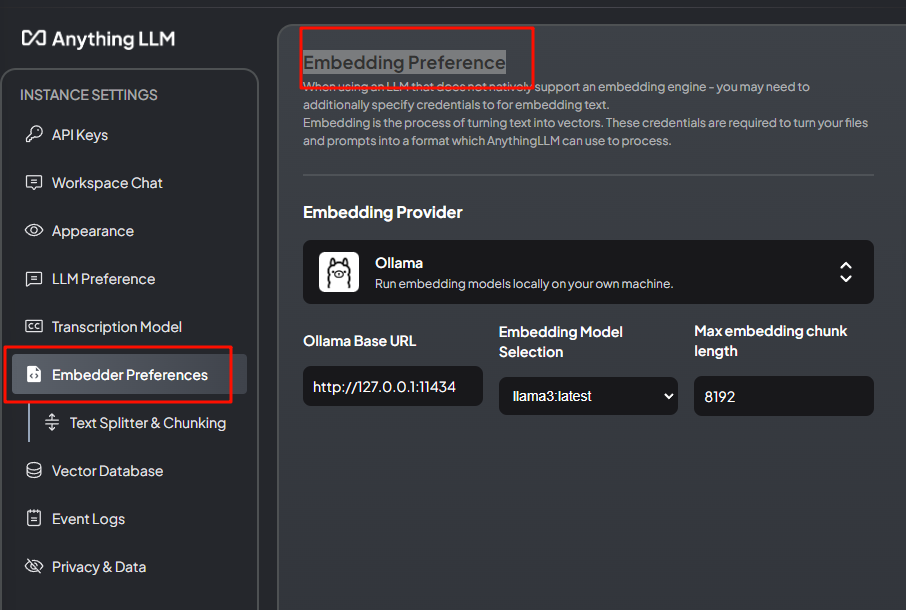 Anything LLM
INSTANCE SETTINGS
API Keys
Workspace Chat
Appearance
LLM Preference
Transcription Model
Embedder Preferences
Text Splitter & Chunking
Vector Database
Event Logs
Privacy & Data
Embedding Preference
When using an LLM that does not natively support an embedding engine - you may need to
additionally specify credentials to for embedding text.
Embedding is the process of turning text into vectors. These credentials are required to turn your files
and prompts into a format which AnythingLLM can use to process.
Embedding Provider
Ollama
Run embedding models locally on your own machine.
Ollama Base URL
http://127.0.0.1:11434
Embedding Model
Selection
llama3:latest
Max embedding chunk
length
8192